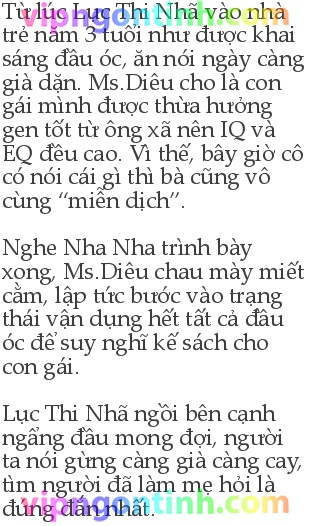 Từ lúc Lục Thi Nhã vào nhà
trẻ năm 3 tuổi như được khai
sáng đầu óc, ăn nói ngày càng
già dặn. Ms.Diêu cho là con
gái mình được thừa hưởng
gen tốt từ ông xã nên IQ và
EQ đều cao. Vì thế, bây giờ cô
có nói cái gì thì bà cũng vô
cùng “miễn dịch”.
Nghe Nha Nha trình bày
xong, Ms.Diêu chau mày miết
cằm, lập tức bước vào trạng
thái vận dụng hết tất cả đầu
óc để suy nghĩ kế sách cho
con gái.
Lục Thi Nhã ngồi bên cạnh
ngẩng đầu mong đợi, người
ta nói gừng càng già càng cay,
tìm người đã làm mẹ hỏi là
đúng đắn nhất.
vipngontinh.com
vipngontinh.com